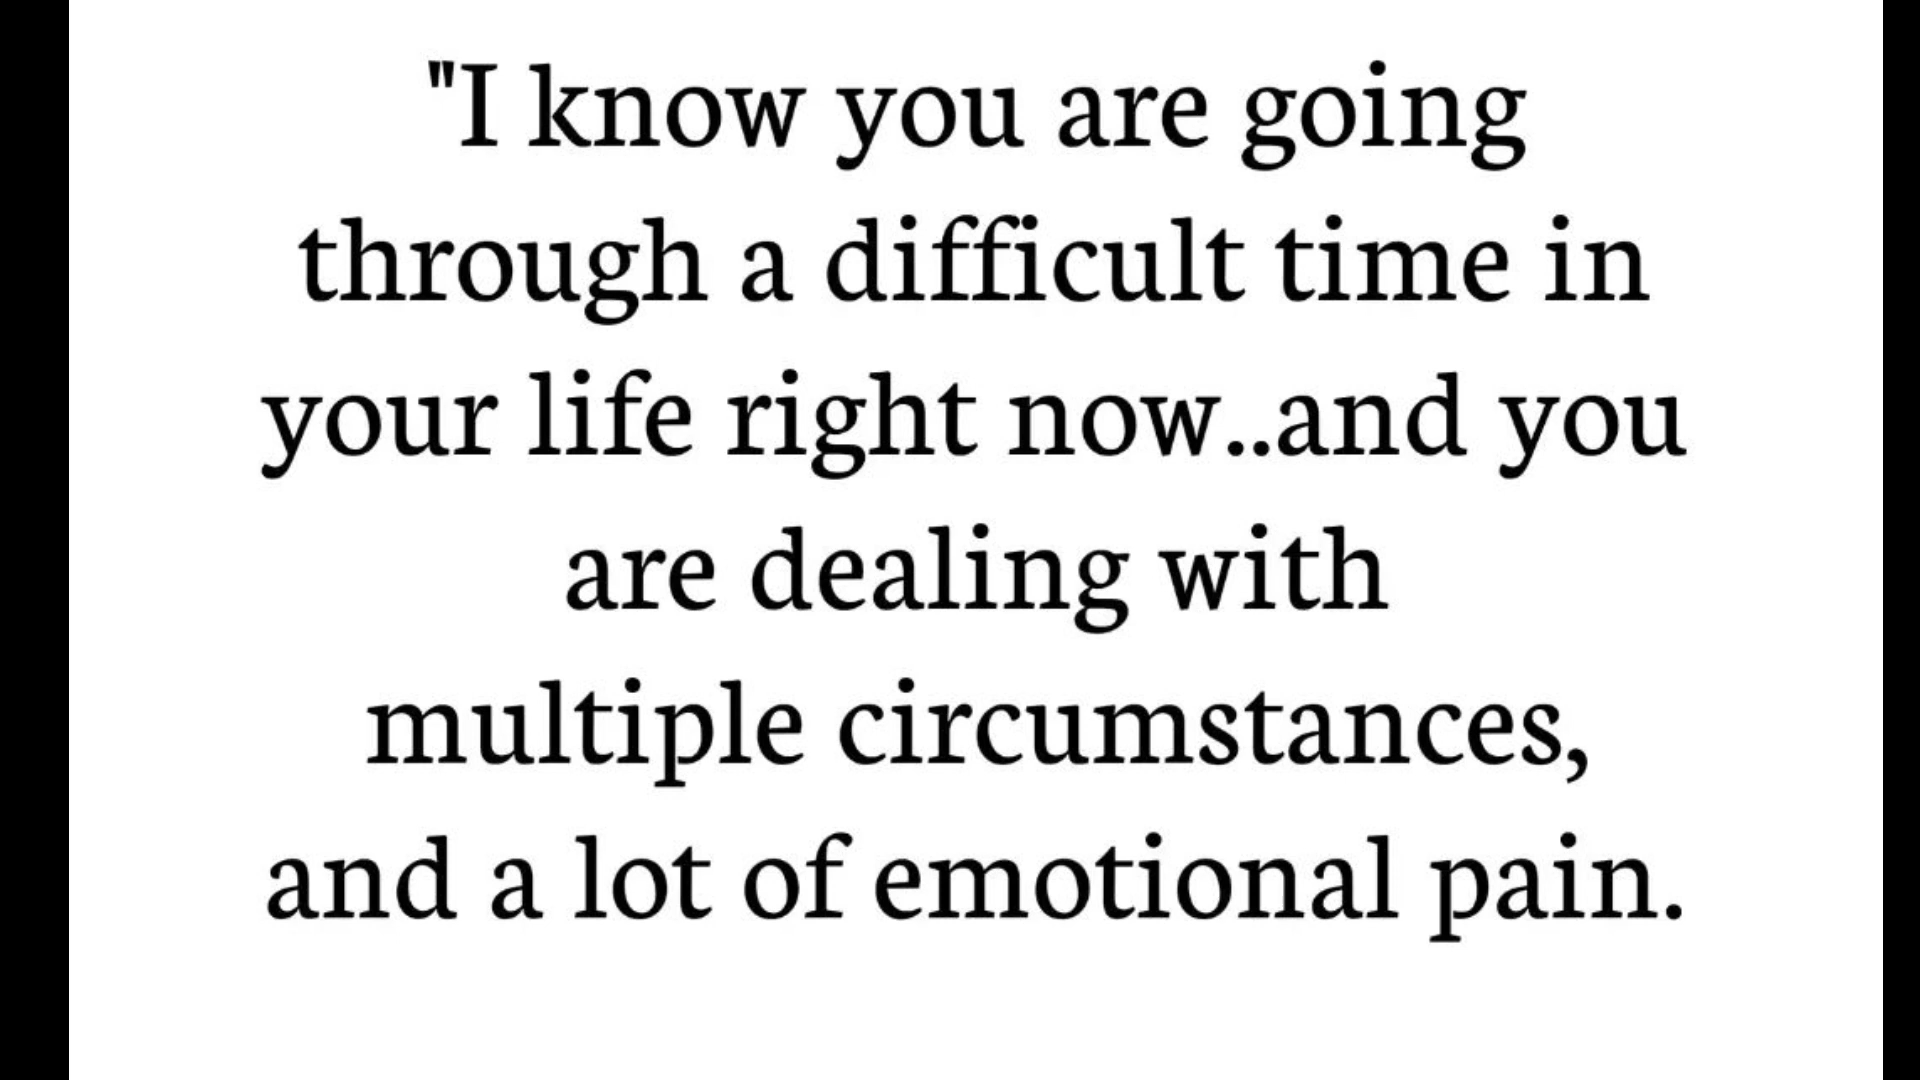 "I know you are going
through a difficult time in
your life right now..and you
are dealing with
multiple circumstances,
and a lot of emotional pain.